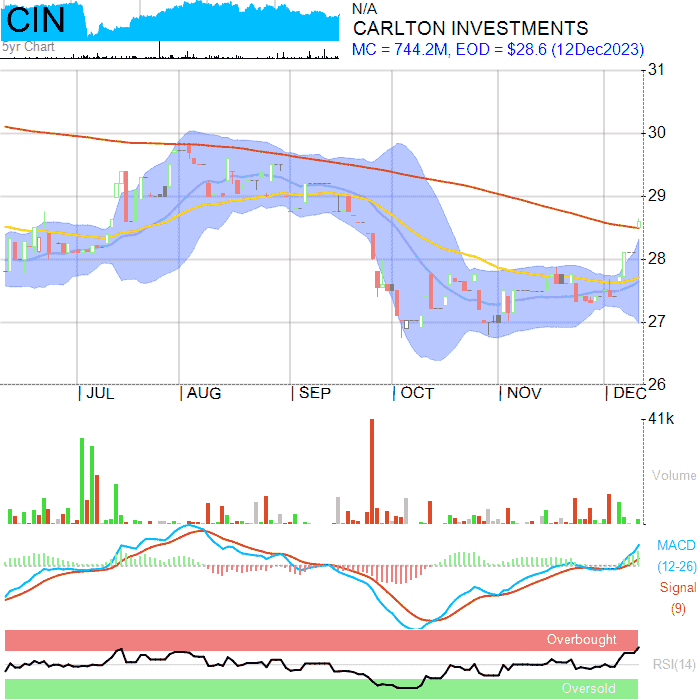 CIN
5yr Chart
N/A
CARLTON INVESTMENTS
MC = 744.2M, EOD = $28.6 (12Dec2023)
31
30
29
28
27
26
JUL AUG SEP OCT NOV DEC
41k
Volume
MACD
(12-26)
Signal
(9)
Overbought
RSI(14)
Oversold